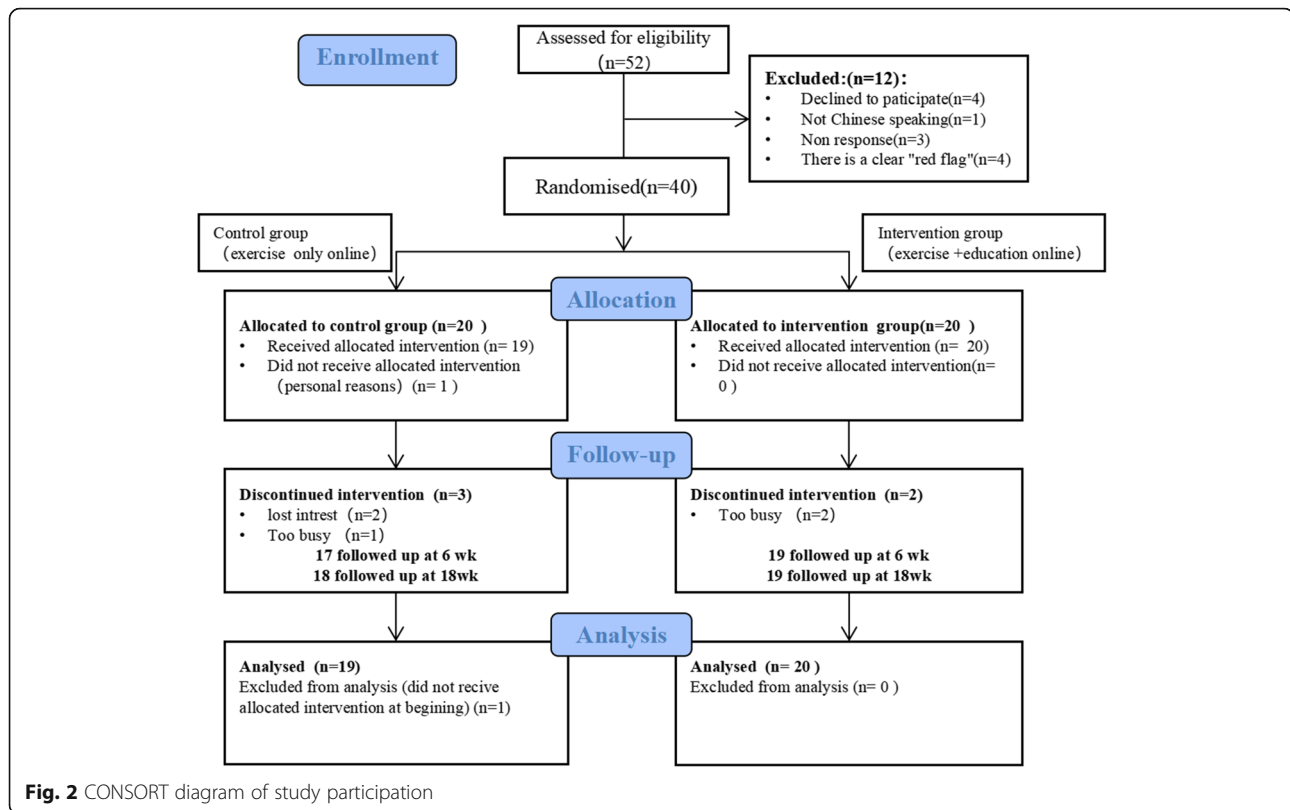 Enrollment
Assessed for eligibility
(n=52)
Excluded:(n=12)：
• Declined to paticipate(n=4)
• Not Chinese speaking(n=1)
• Non response(n=3)
• There is a clear "red flag"(n=4)
Randomised(n=40)
Control group
（exercise only online）
Intervention group
（exercise +education online）
Allocation
Allocated to control group (n=20 )
• Received allocated intervention (n= 19)
• Did not receive allocated intervention
（personal reasons）(n= 1 )
Allocated to intervention group(n=20 )
• Received allocated intervention (n= 20)
• Did not receive allocated intervention(n=
0 )
Follow-up
Discontinued intervention (n=3)
• lost intrest (n=2)
• Too busy (n=1)
17 followed up at 6 wk
18 followed up at 18wk
Discontinued intervention (n=2)
• Too busy (n=2)
19 followed up at 6 wk
19 followed up at 18wk
Analysis
Analysed (n=19)
Excluded from analysis (did not recive
allocated intervention at begining) (n=1)
Analysed (n= 20 )
Excluded from analysis (n= 0 )
Fig. 2 CONSORT diagram of study participation